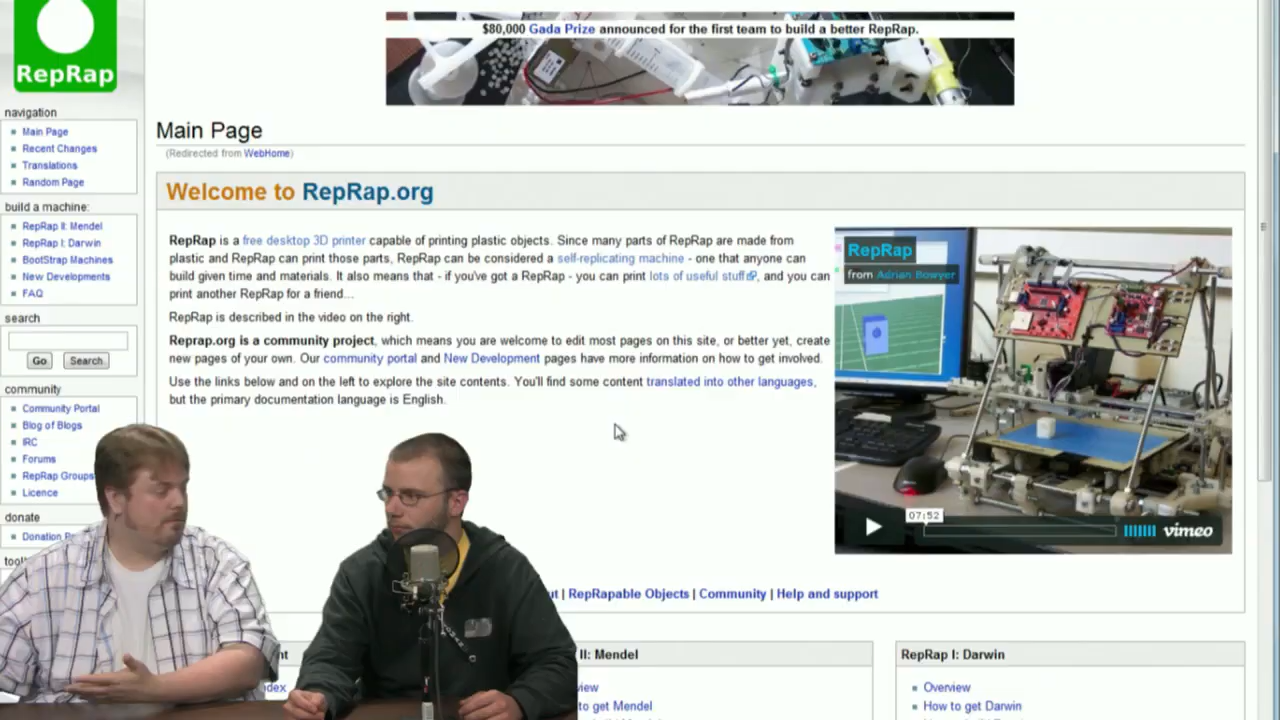 $80,000 Gada Prize announced for the first team to build a better RepRap.
RepRap
navigation
Main Page
Recent Changes
Translations
Random Page
build a machine:
RepRap II: Mendel
RepRap I: Darwin
BootStrap Machines
New Developments
FAQ
search
Go Search
community
Community Portal
Blog of Blogs
IRC
Forums
RepRap Groups
Licence
donate
Donation
Main Page
(Redirected from WebHome)
Welcome to RepRap.org
RepRap is a free desktop 3D printer capable of printing plastic objects. Since many parts of RepRap are made from
plastic and RepRap can print those parts, RepRap can be considered a self-replicating machine - one that anyone can
build given time and materials. It also means that - if you've got a RepRap - you can print lots of useful stuff, and you can
print another RepRap for a friend...
RepRap is described in the video on the right.
Reprap.org is a community project, which means you are welcome to edit most pages on this site, or better yet, create
new pages of your own. Our community portal and New Development pages have more information on how to get involved.
Use the links below and on the left to explore the site contents. You'll find some content translated into other languages,
but the primary documentation language is English.
RepRap
from Adrian Bowyer
07:52
vimeo
| RepRapable Objects | Community | Help and support
II: Mendel
to get Mendel
RepRap I: Darwin
Overview
How to get Darwin